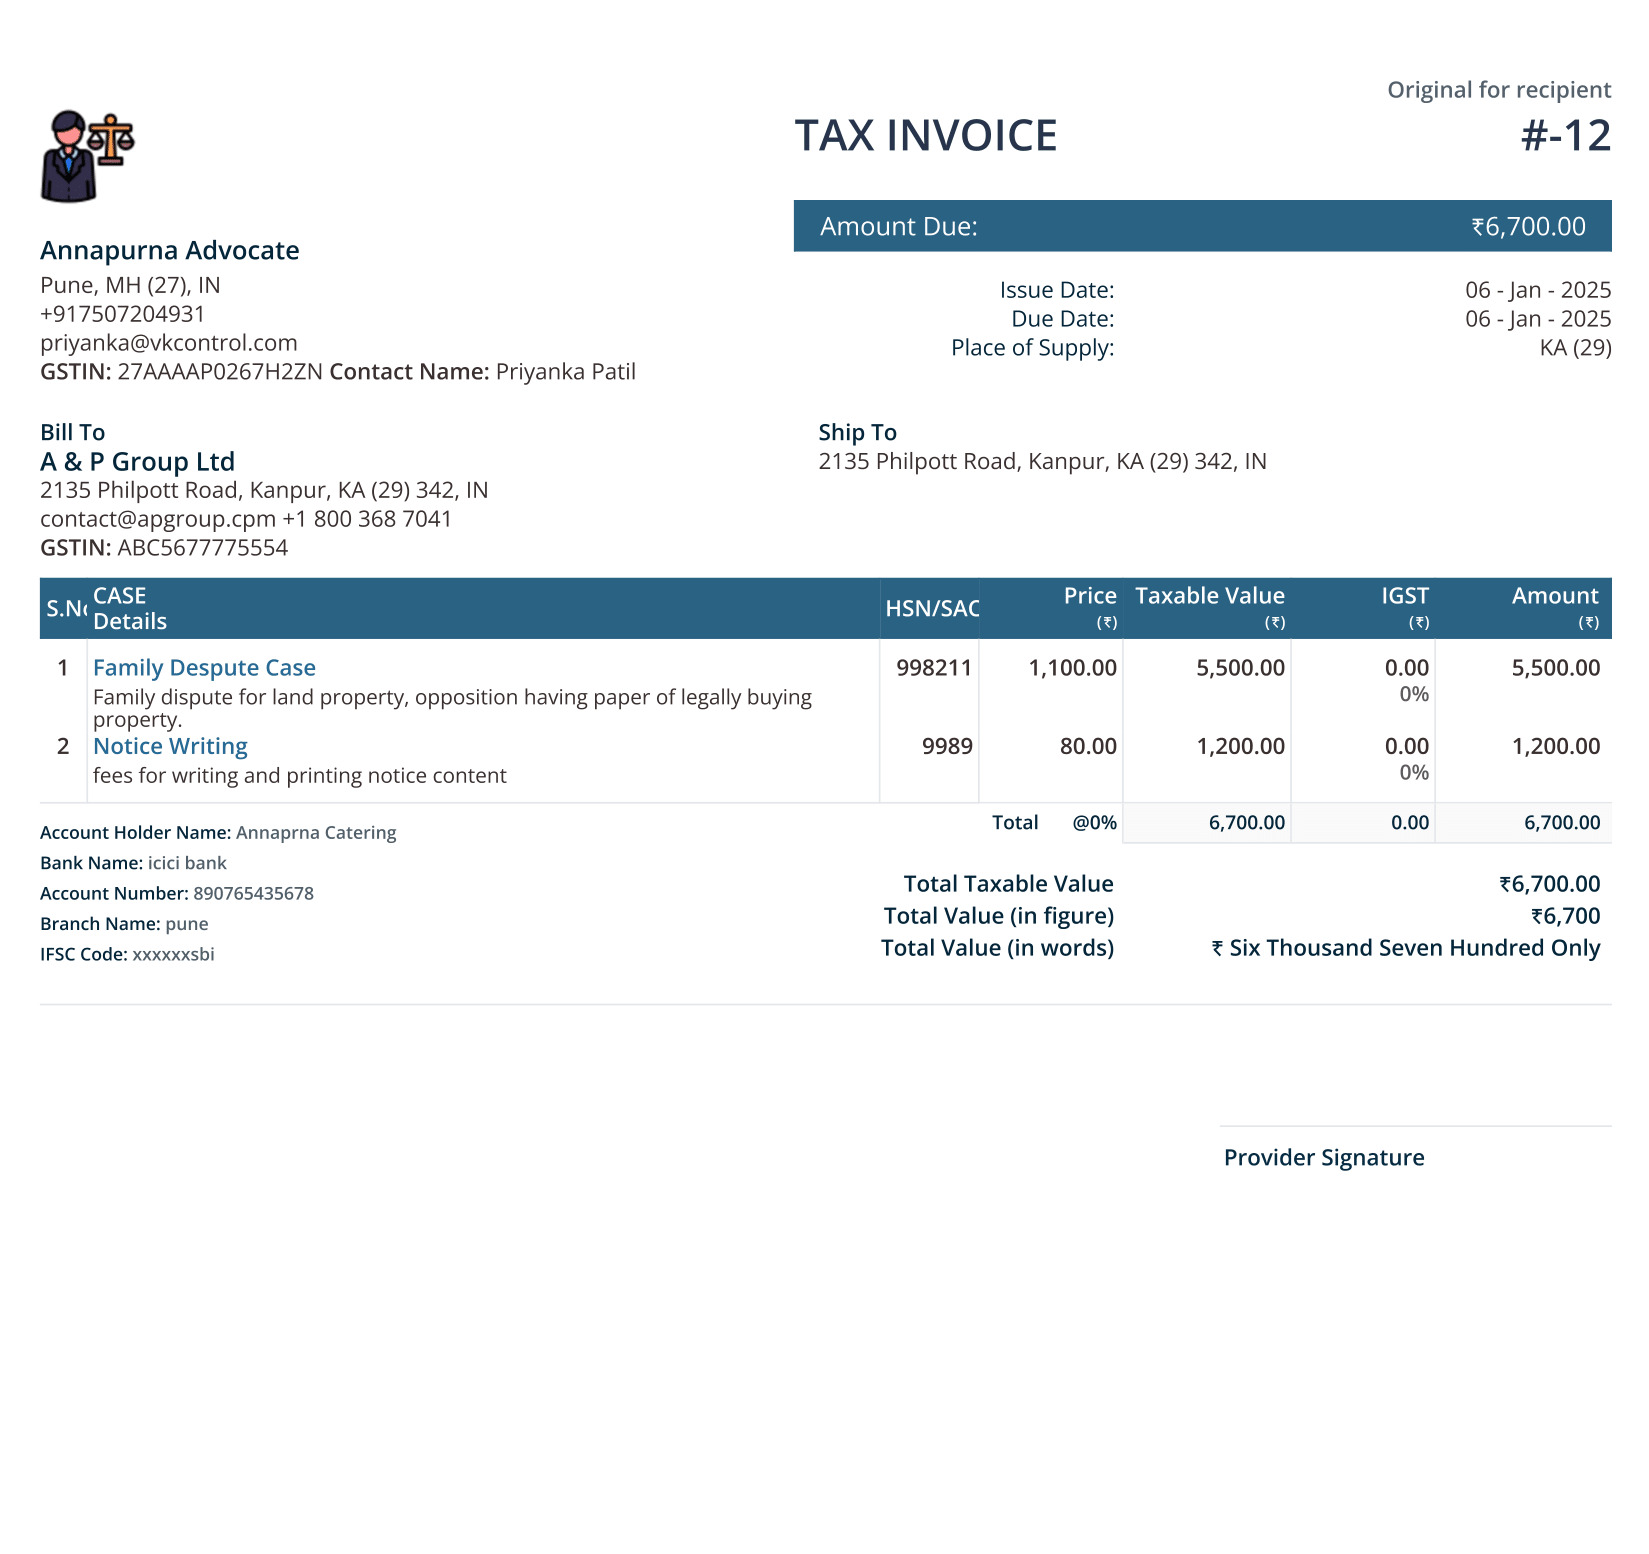 Original for recipient
TAX INVOICE #-12
Amount Due: ₹6,700.00
Annapurna Advocate
Pune, MH (27), IN
+917507204931
priyanka@vkcontrol.com
GSTIN: 27AAAAP0267H2ZN Contact Name: Priyanka Patil
Issue Date: 06 - Jan - 2025
Due Date: 06 - Jan - 2025
Place of Supply: KA (29)
Bill To
A & P Group Ltd
2135 Philpott Road, Kanpur, KA (29) 342, IN
contact@apgroup.cpm +1 800 368 7041
GSTIN: ABC5677775554
Ship To
2135 Philpott Road, Kanpur, KA (29) 342, IN
S.No CASE Details HSN/SAC Price (₹) Taxable Value (₹) IGST (₹) Amount (₹)
1 Family Despute Case 998211 1,100.00 5,500.00 0.00 5,500.00
0%
Family dispute for land property, opposition having paper of legally buying
property.
2 Notice Writing 9989 80.00 1,200.00 0.00 1,200.00
fees for writing and printing notice content 0%
Total @0% 6,700.00 0.00 6,700.00
Account Holder Name: Annaprna Catering
Bank Name: icici bank
Account Number: 890765435678
Branch Name: pune
IFSC Code: xxxxxxsbi
Total Taxable Value ₹6,700.00
Total Value (in figure) ₹6,700
Total Value (in words) ₹ Six Thousand Seven Hundred Only
Provider Signature